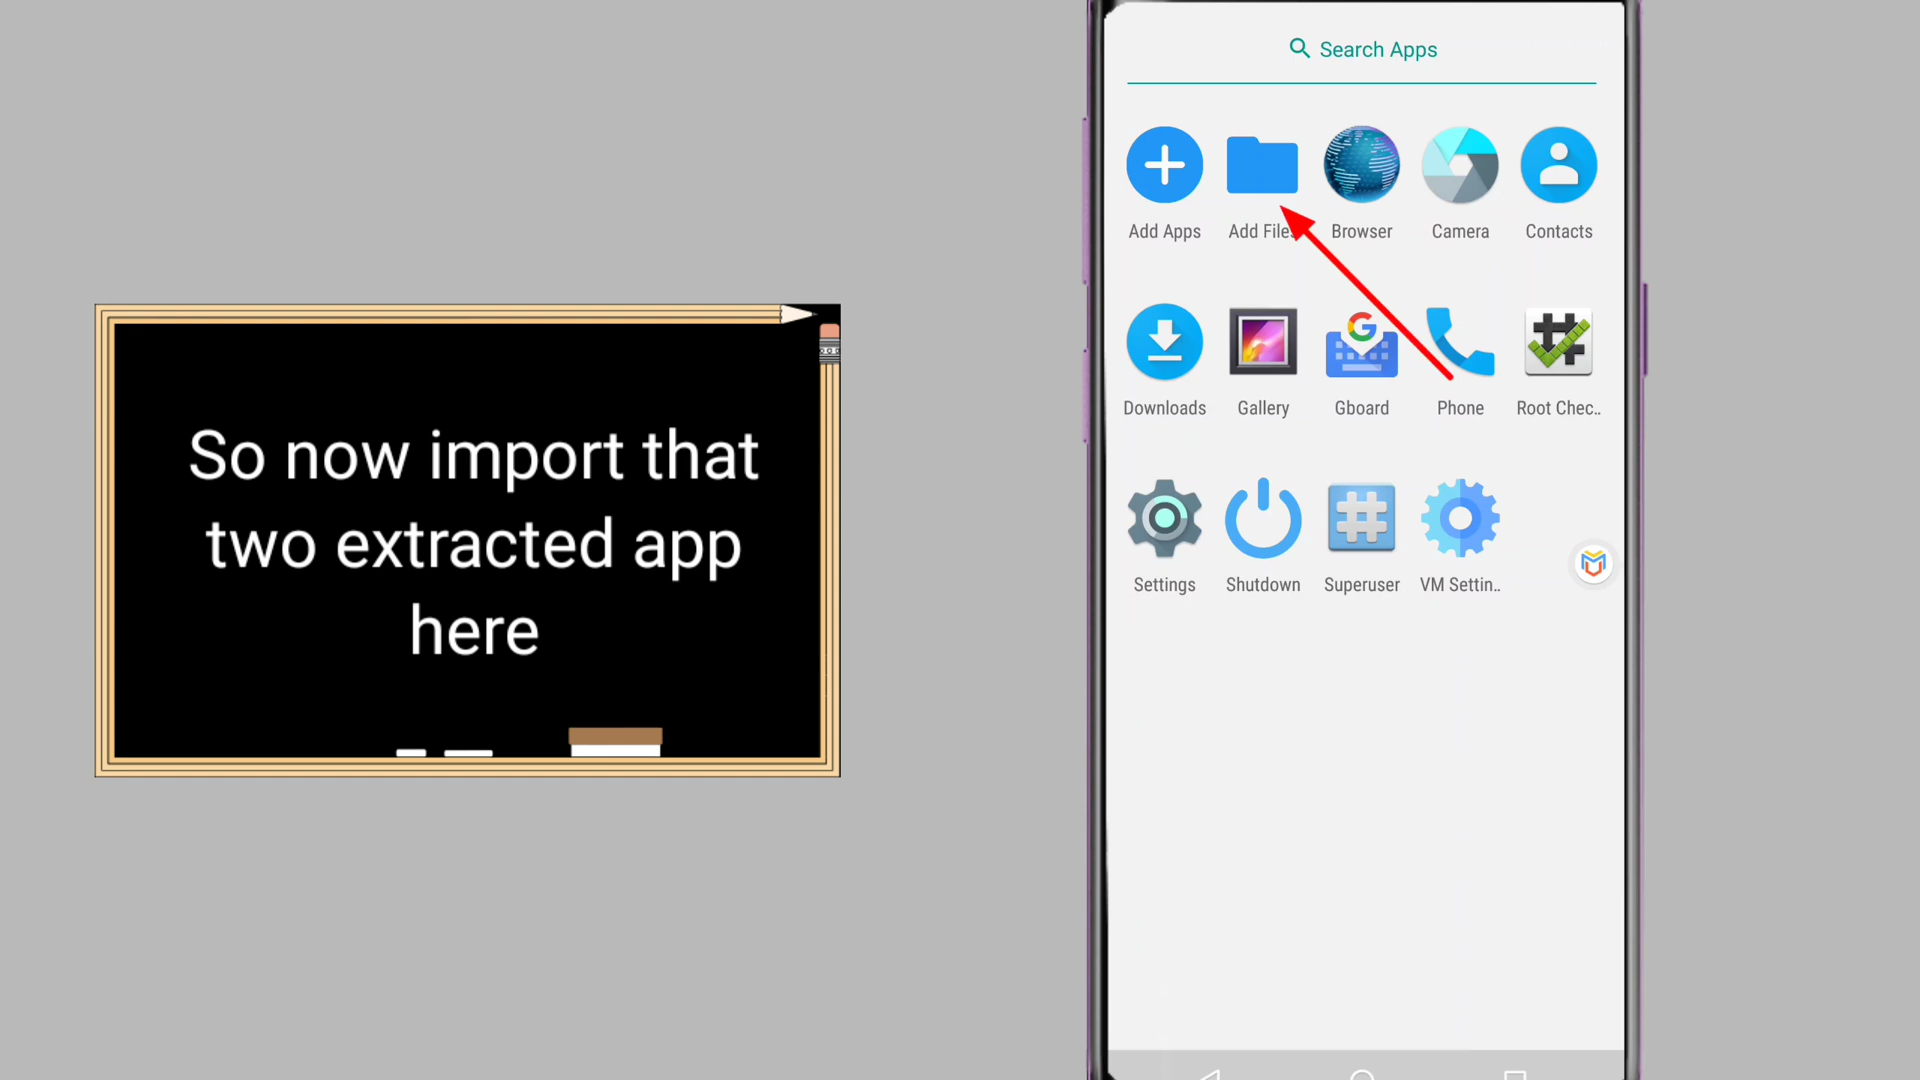 So now import that
two extracted app
here
Search Apps
Add Apps
Add Files
Browser
Camera
Contacts
Downloads
Gallery
Gboard
Phone
Root Chec..
Settings
Shutdown
Superuser
VM Settin..